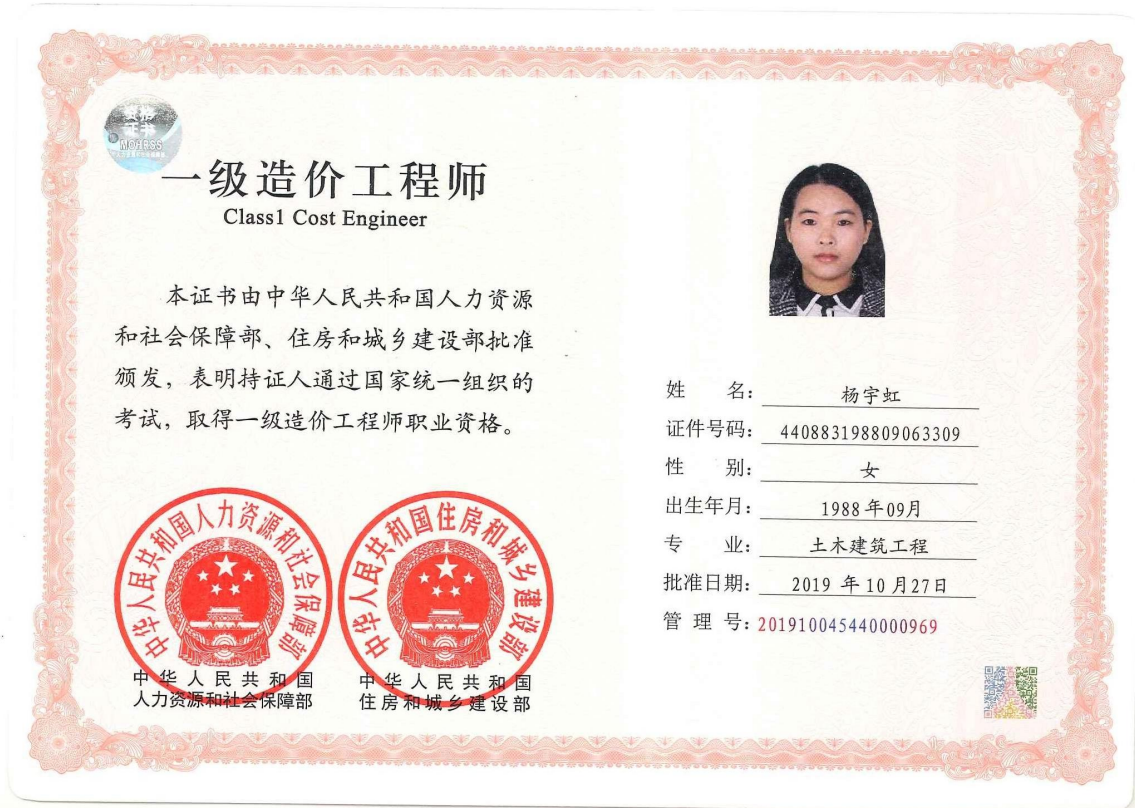 资格
证书
MOHRSS
一级造价工程师
Class1 Cost Engineer
本证书由中华人民共和国人力资源
和社会保障部、住房和城乡建设部批准
颁发，表明持证人通过国家统一组织的
考试，取得一级造价工程师职业资格。
中华人民共和国人力资源和社会保障部
中华人民共和国住房和城乡建设部
中华人民共和国
人力资源和社会保障部
中华人民共和国
住房和城乡建设部
姓 名: 杨宇虹
证件号码: 440883198809063309
性 别: 女
出生年月: 1988年09月
专 业: 土木建筑工程
批准日期: 2019 年 10 月27日
管 理 号: 201910045440000969